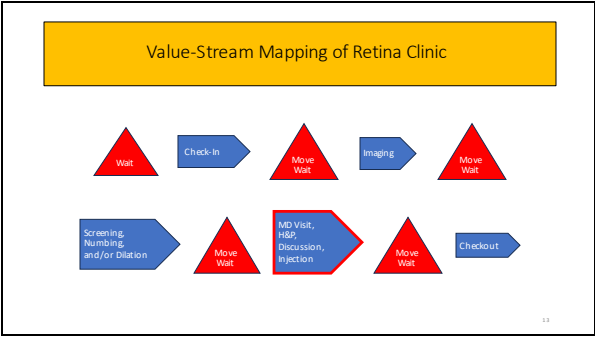 Value-Stream Mapping of Retina Clinic
Wait
Check-In
Move
Wait
Imaging
Move
Wait
Screening,
Numbing,
and/or Dilation
Move
Wait
MD Visit,
H&P,
Discussion,
Injection
Move
Wait
Checkout
13